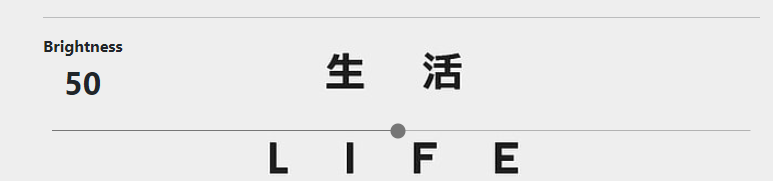 Brightness
50
生 活
L I F E